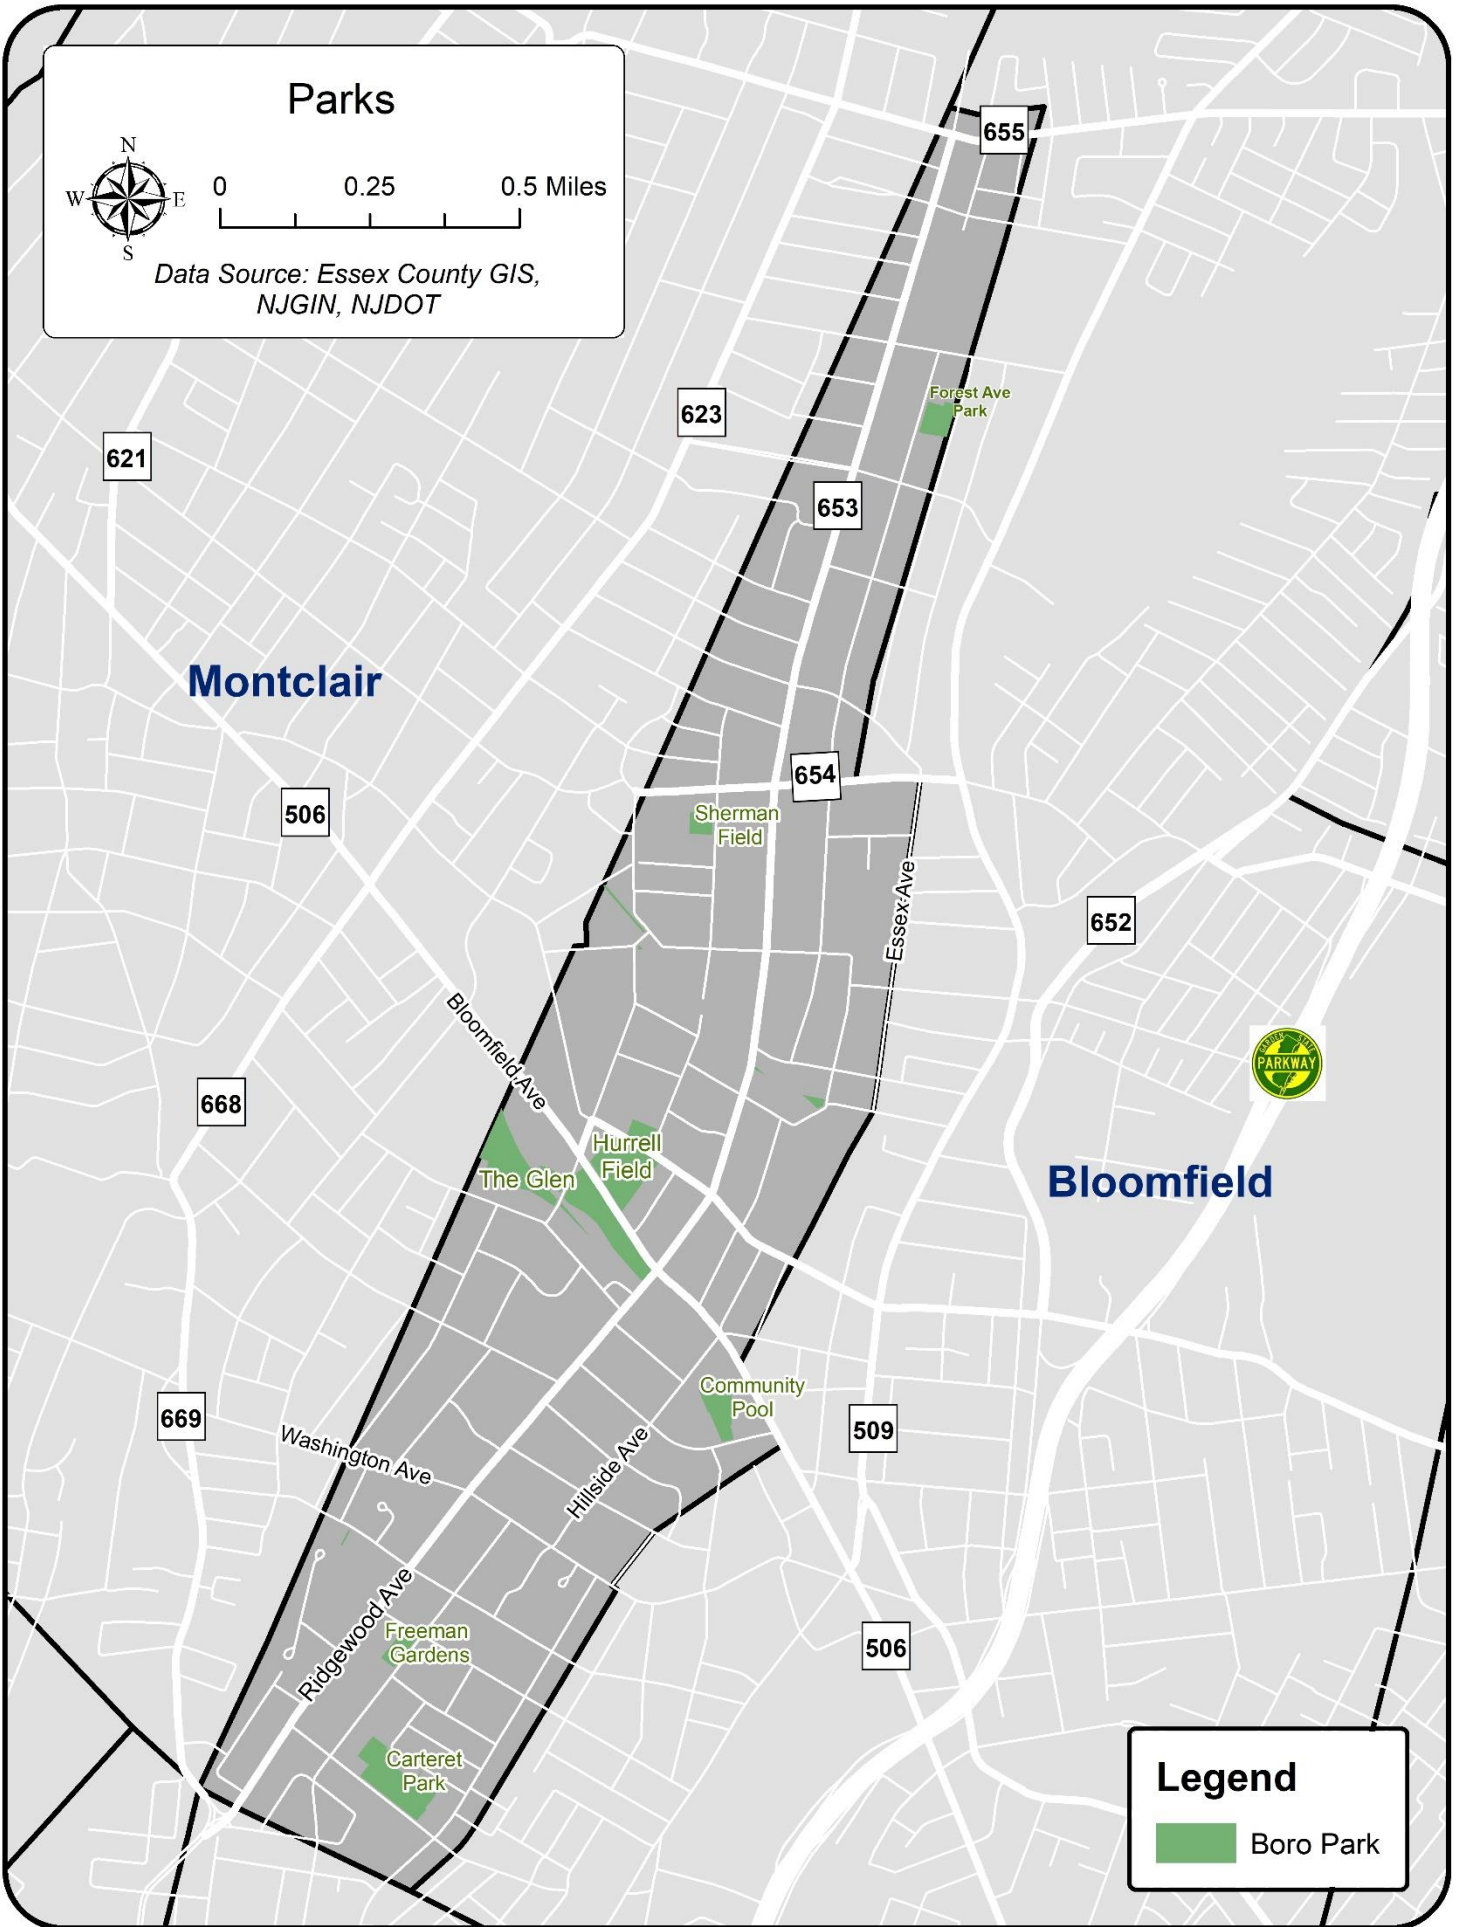 Parks
N
W
E
S
0 0.25 0.5 Miles
Data Source: Essex County GIS,
NJGIN, NJDOT
655
Forest Ave
Park
623
621
653
Montclair
654
506
Sherman
Field
Essex Ave
652
Bloomfield Ave
GARDEN STATE
PARKWAY
668
Hurrell
Field
The Glen
Bloomfield
Community
Pool
669
509
Washington Ave
Hillside Ave
Ridgewood Ave
Freeman
Gardens
506
Carteret
Park
Legend
Boro Park